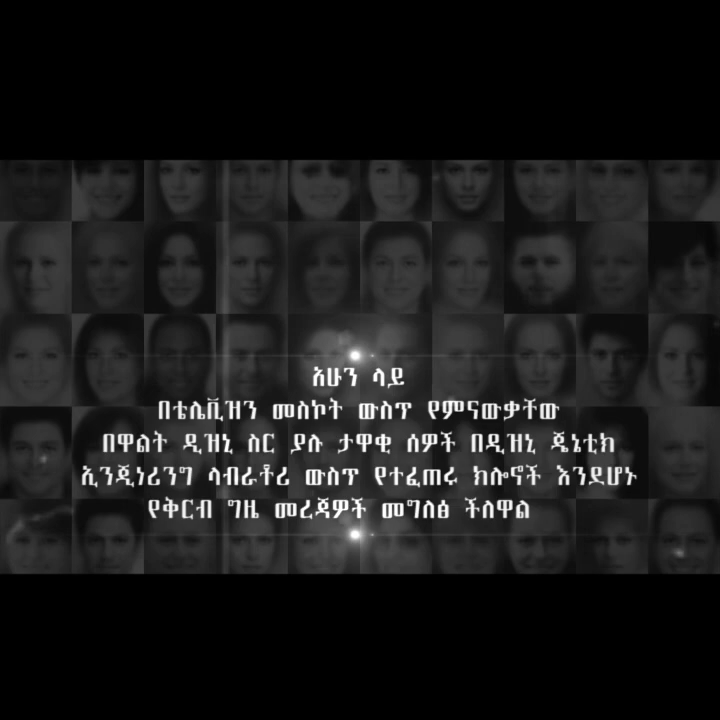 አሁን ላይ
በቴሌቪዝን መስኮት ውስጥ የምናውቃቸው
በዋልት ዲዝኒ ስር ያሉ ታዋቂ ሰዎች በዲዝኒ ጄኔቲክ
ኢንጂነሪንግ ላብራቶሪ ውስጥ የተፈጠሩ ክሎኖች እንደሆኑ
የቅርብ ግዜ መረጃዎች መግለፅ ችለዋል